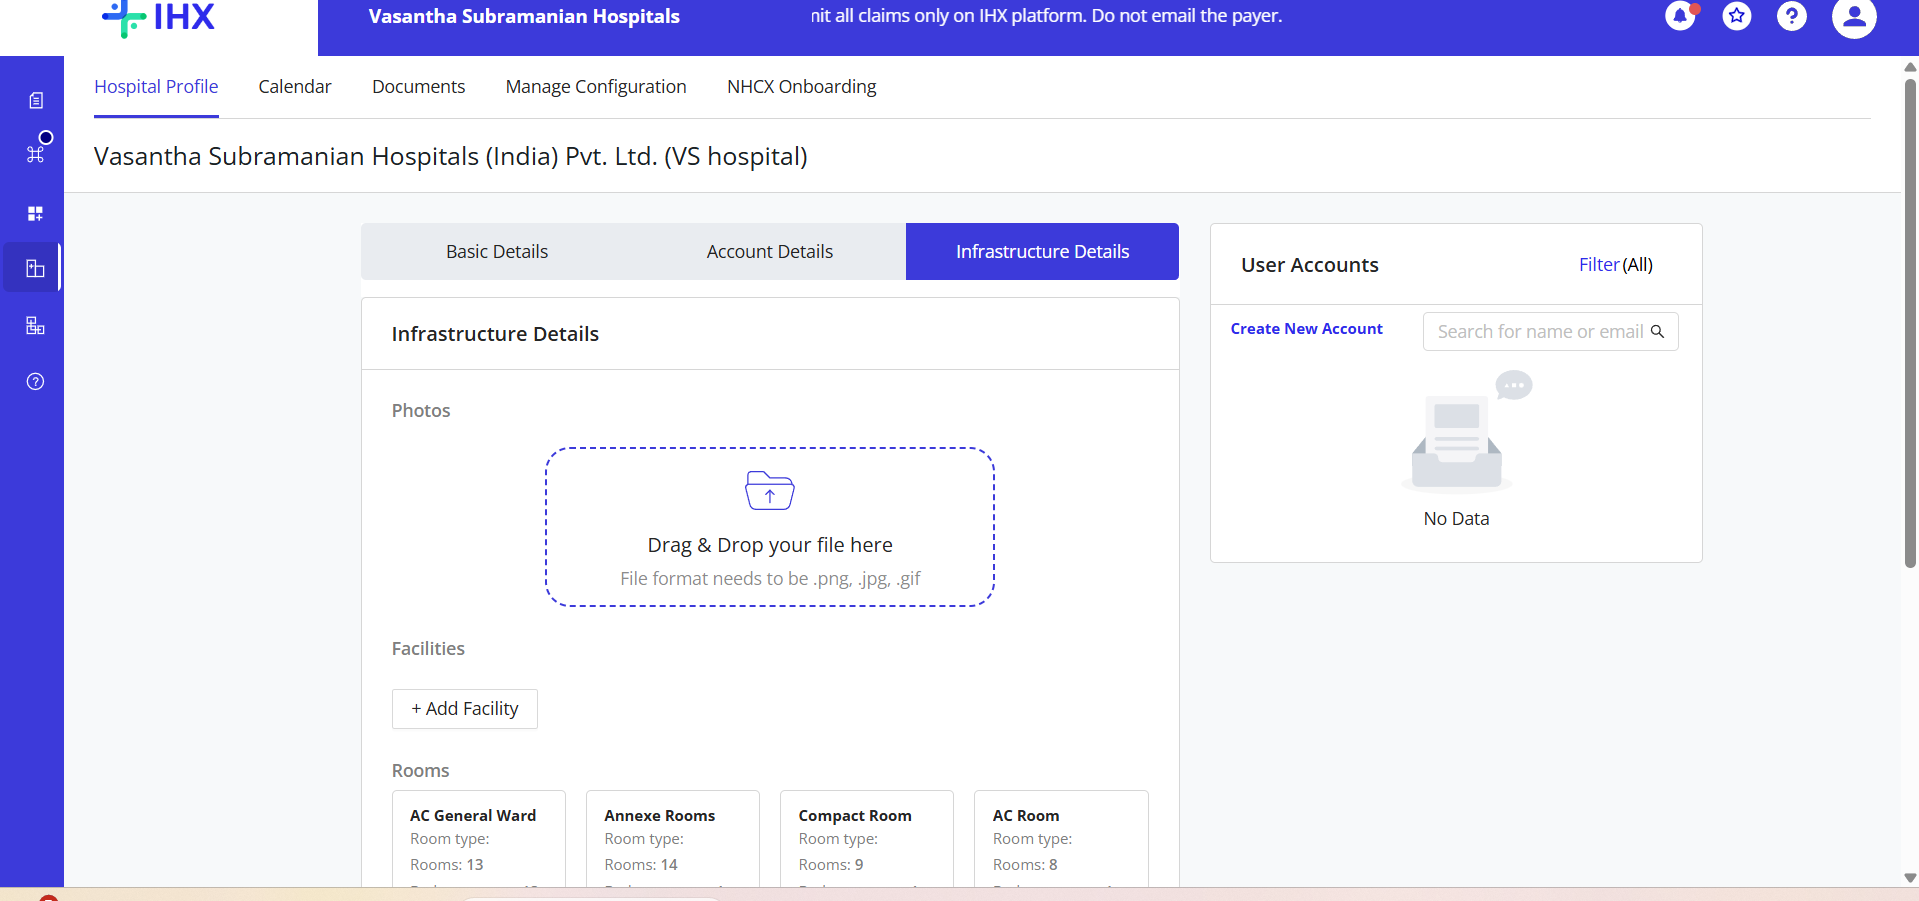 IHX
Vasantha Subramanian Hospitals
nit all claims only on IHX platform. Do not email the payer.
Hospital Profile
Calendar
Documents
Manage Configuration
NHCX Onboarding
Vasantha Subramanian Hospitals (India) Pvt. Ltd. (VS hospital)
Basic Details
Account Details
Infrastructure Details
Infrastructure Details
Photos
Drag & Drop your file here
File format needs to be .png, .jpg, .gif
Facilities
+ Add Facility
Rooms
AC General Ward
Room type:
Rooms: 13
Annexe Rooms
Room type:
Rooms: 14
Compact Room
Room type:
Rooms: 9
AC Room
Room type:
Rooms: 8
User Accounts
Filter (All)
Create New Account
Search for name or email
No Data